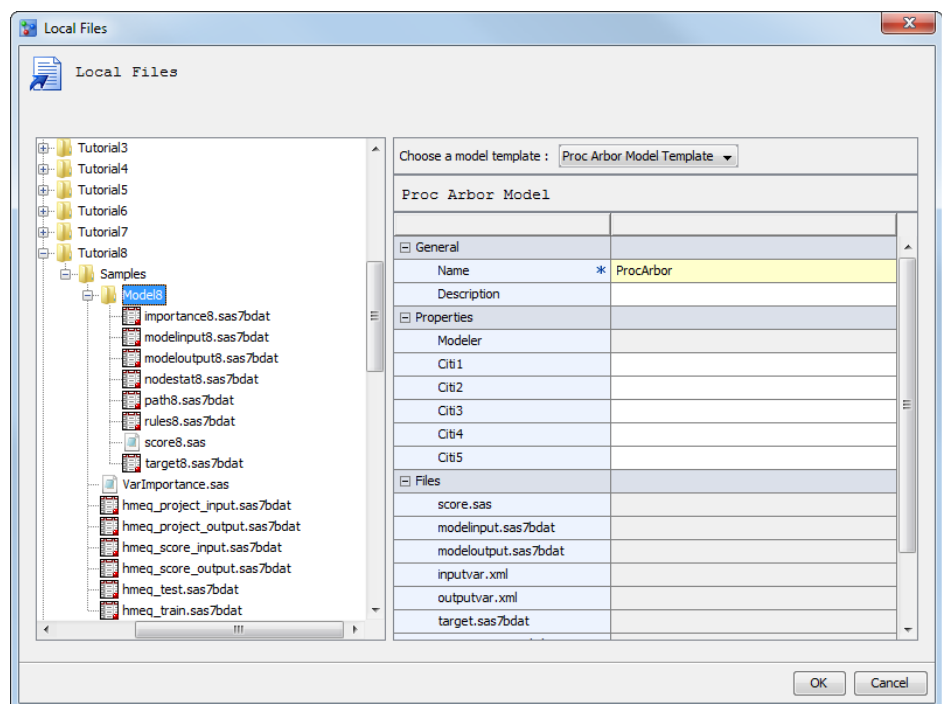 Local Files
Local Files
Tutorial3
Tutorial4
Tutorial5
Tutorial6
Tutorial7
Tutorial8
Samples
Model8
importance8.sas7bdat
modelinput8.sas7bdat
modeloutput8.sas7bdat
nodestat8.sas7bdat
path8.sas7bdat
rules8.sas7bdat
score8.sas
target8.sas7bdat
VarImportance.sas
hmeq_project_input.sas7bdat
hmeq_project_output.sas7bdat
hmeq_score_input.sas7bdat
hmeq_score_output.sas7bdat
hmeq_test.sas7bdat
hmeq_train.sas7bdat
Choose a model template : Proc Arbor Model Template
Proc Arbor Model
General
Name * ProcArbor
Description
Properties
Modeler
Citi1
Citi2
Citi3
Citi4
Citi5
Files
score.sas
modelinput.sas7bdat
modeloutput.sas7bdat
inputvar.xml
outputvar.xml
target.sas7bdat
OK Cancel